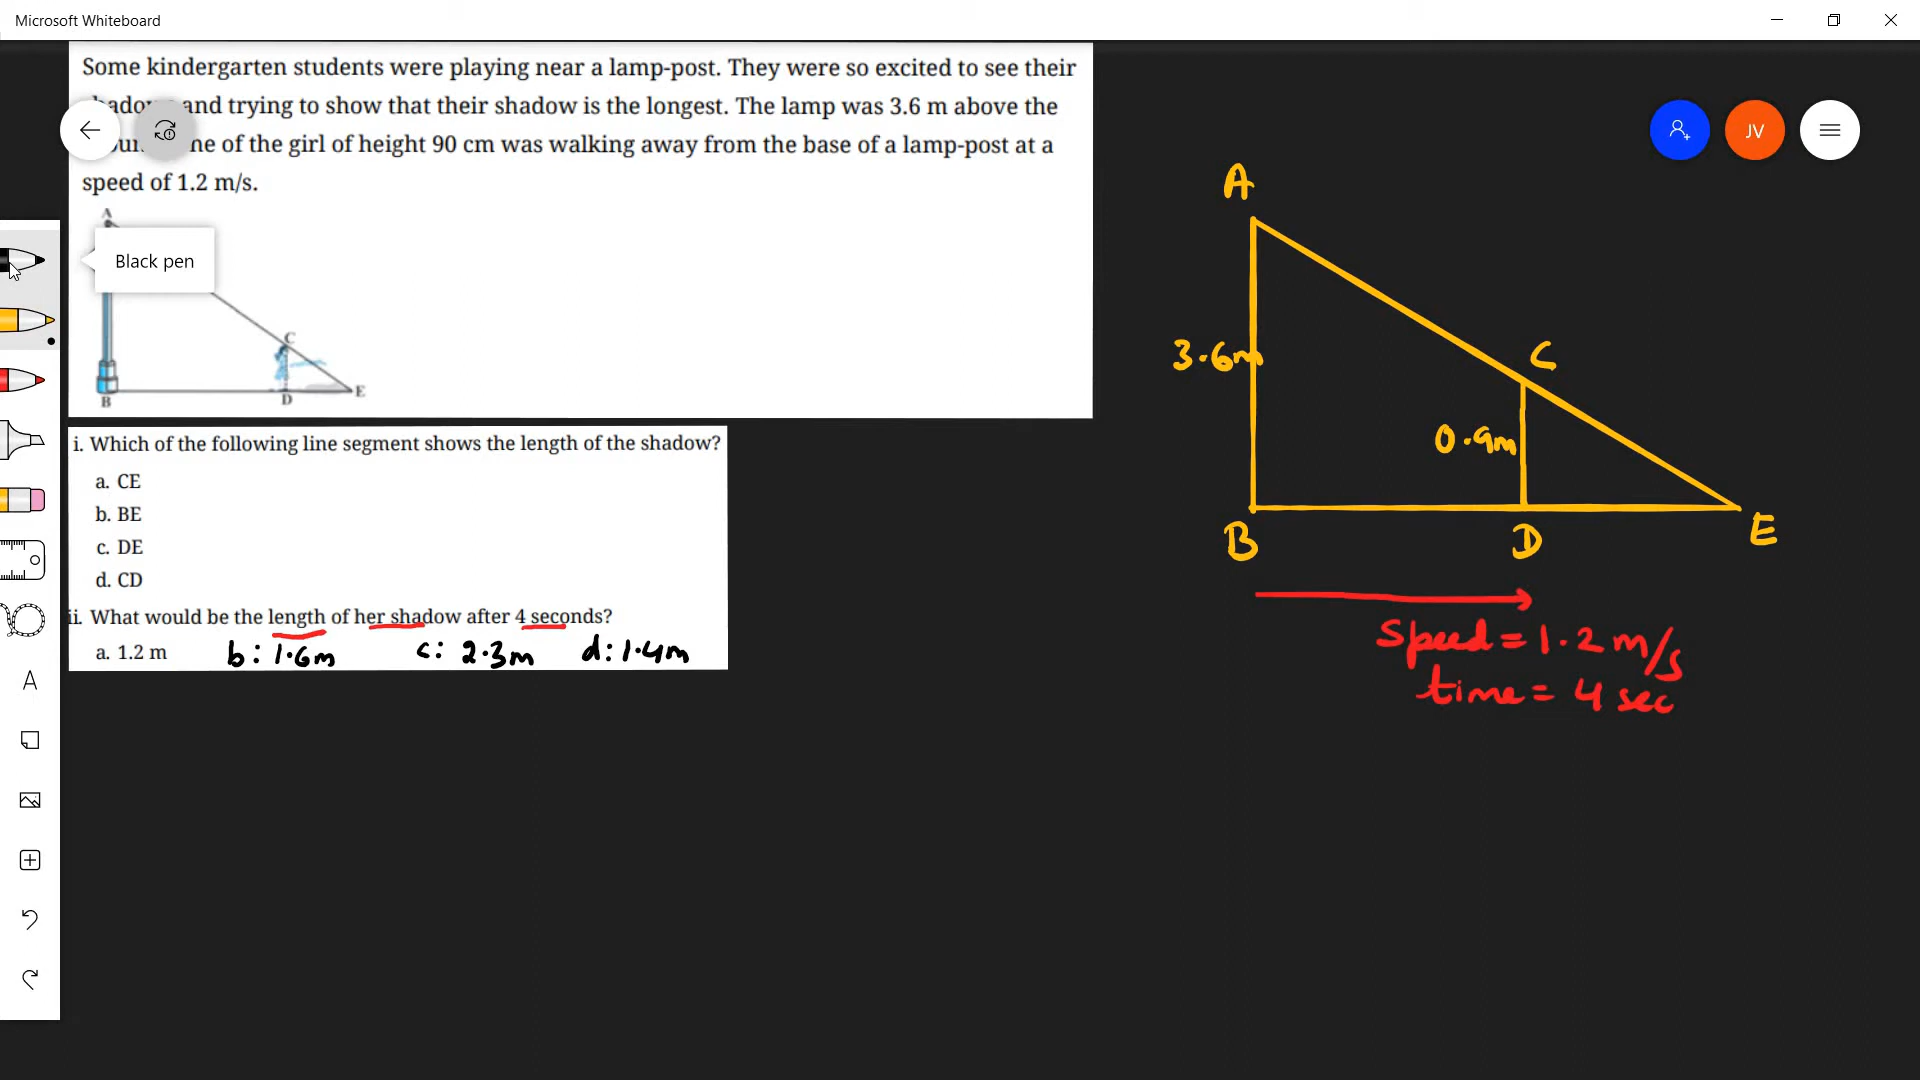 Microsoft Whiteboard
Some kindergarten students were playing near a lamp-post. They were so excited to see their
and trying to show that their shadow is the longest. The lamp was 3.6 m above the
of the girl of height 90 cm was walking away from the base of a lamp-post at a
speed of 1.2 m/s.
A
Black pen
C
B
D
E
i. Which of the following line segment shows the length of the shadow?
a. CE
b. BE
c. DE
d. CD
ii. What would be the length of her shadow after 4 seconds?
a. 1.2 m b: 1.6m c: 2.3m d: 1.4m
JV
A
3.6m
C
0.9m
B
D
E
Speed = 1.2 m/s
time = 4 sec